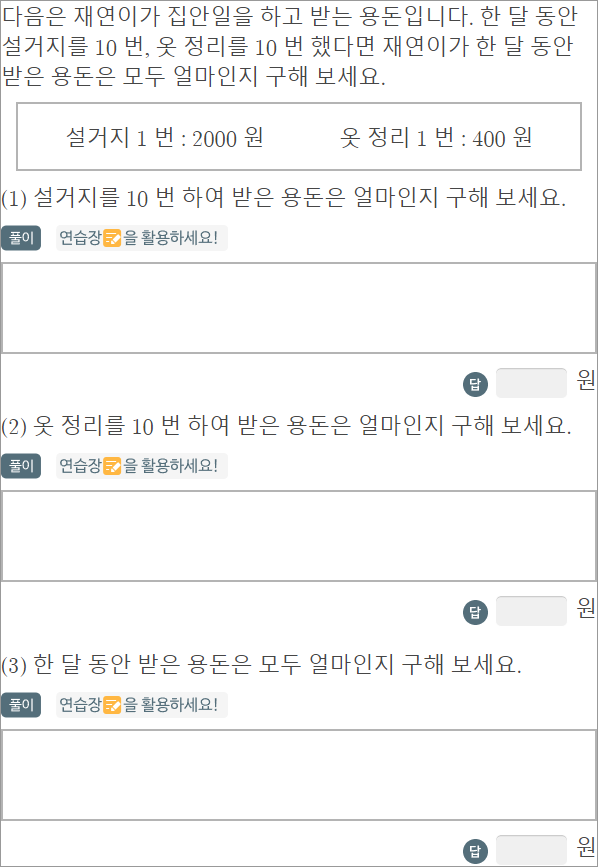 다음은 재연이가 집안일을 하고 받는 용돈입니다. 한 달 동안
설거지를 10 번, 옷 정리를 10 번 했다면 재연이가 한 달 동안
받은 용돈은 모두 얼마인지 구해 보세요.
설거지 1 번 : 2000 원 옷 정리 1 번 : 400 원
(1) 설거지를 10 번 하여 받은 용돈은 얼마인지 구해 보세요.
풀이 연습장을 활용하세요!
답 원
(2) 옷 정리를 10 번 하여 받은 용돈은 얼마인지 구해 보세요.
풀이 연습장을 활용하세요!
답 원
(3) 한 달 동안 받은 용돈은 모두 얼마인지 구해 보세요.
풀이 연습장을 활용하세요!
답 원